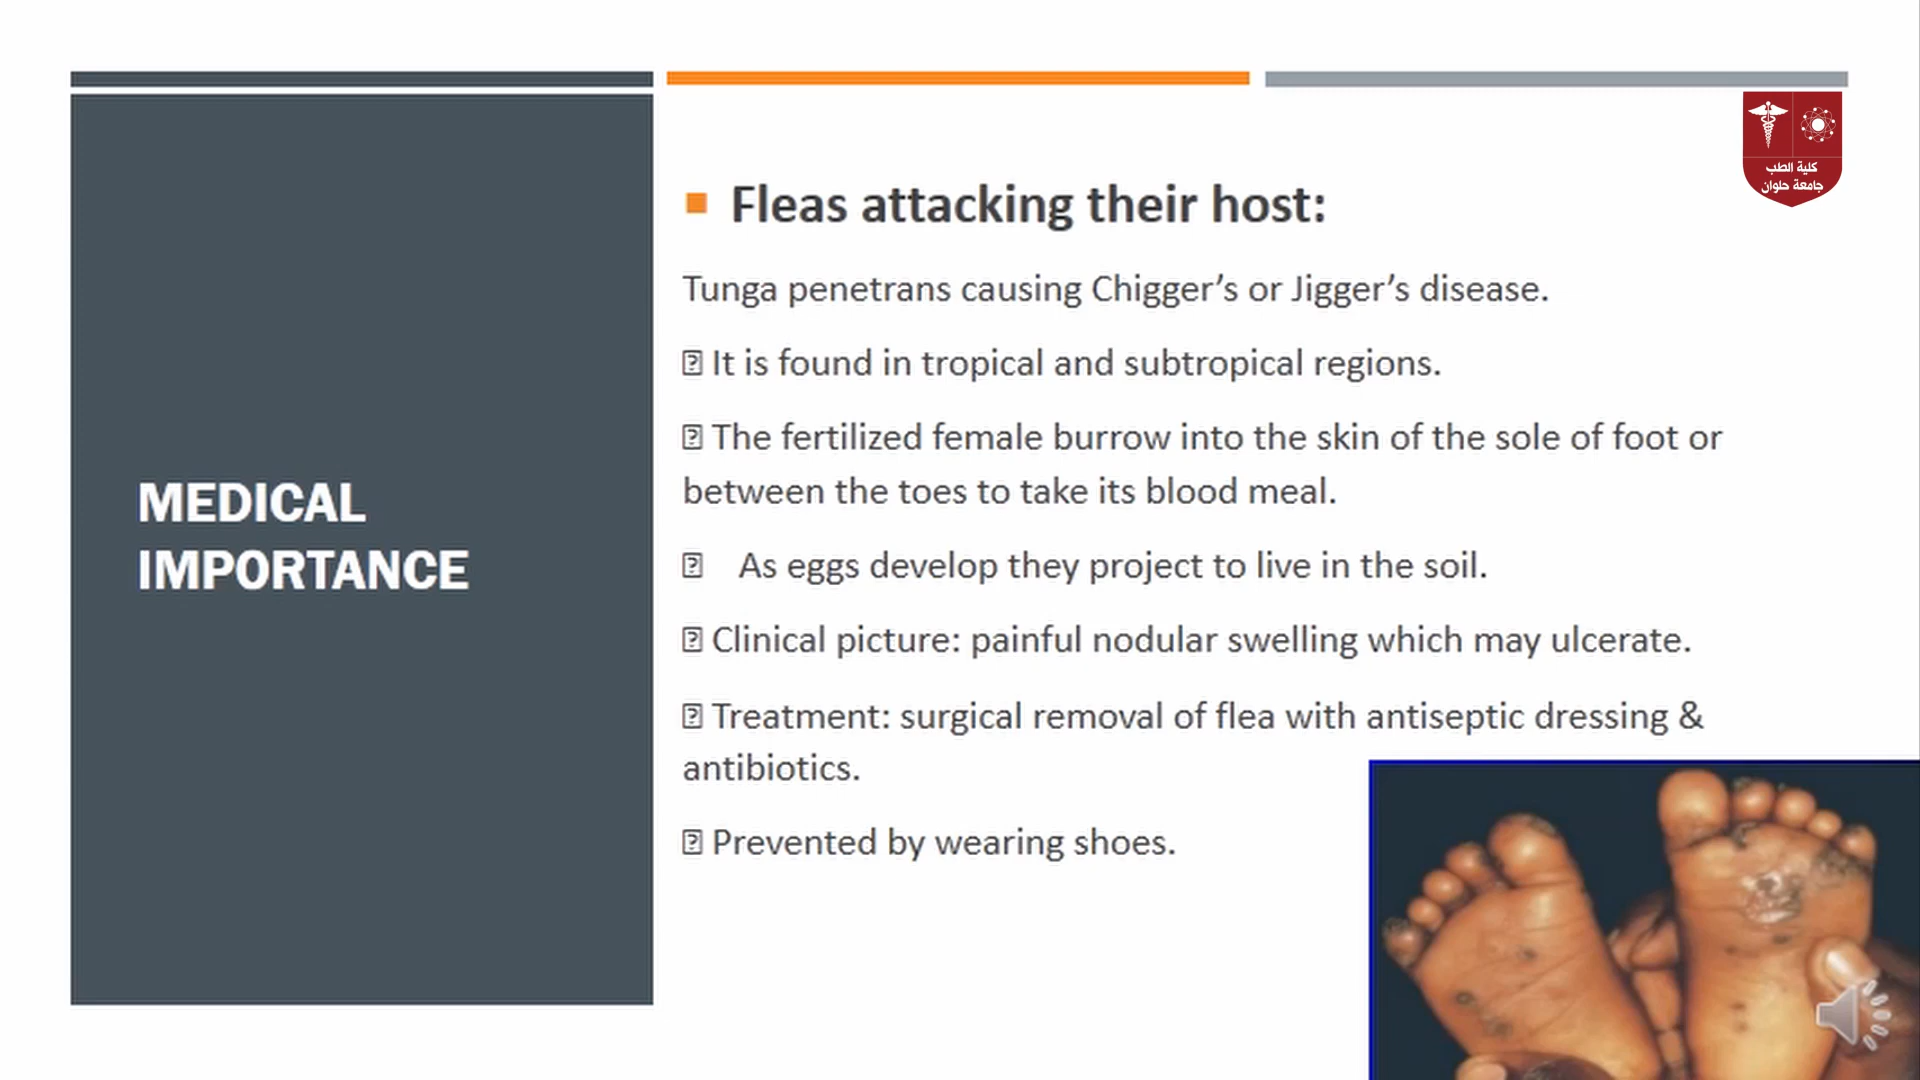 كلية الطب
جامعة حلوان
Fleas attacking their host:
Tunga penetrans causing Chigger’s or Jigger’s disease.
It is found in tropical and subtropical regions.
The fertilized female burrow into the skin of the sole of foot or
between the toes to take its blood meal.
As eggs develop they project to live in the soil.
Clinical picture: painful nodular swelling which may ulcerate.
Treatment: surgical removal of flea with antiseptic dressing &
antibiotics.
Prevented by wearing shoes.
MEDICAL
IMPORTANCE